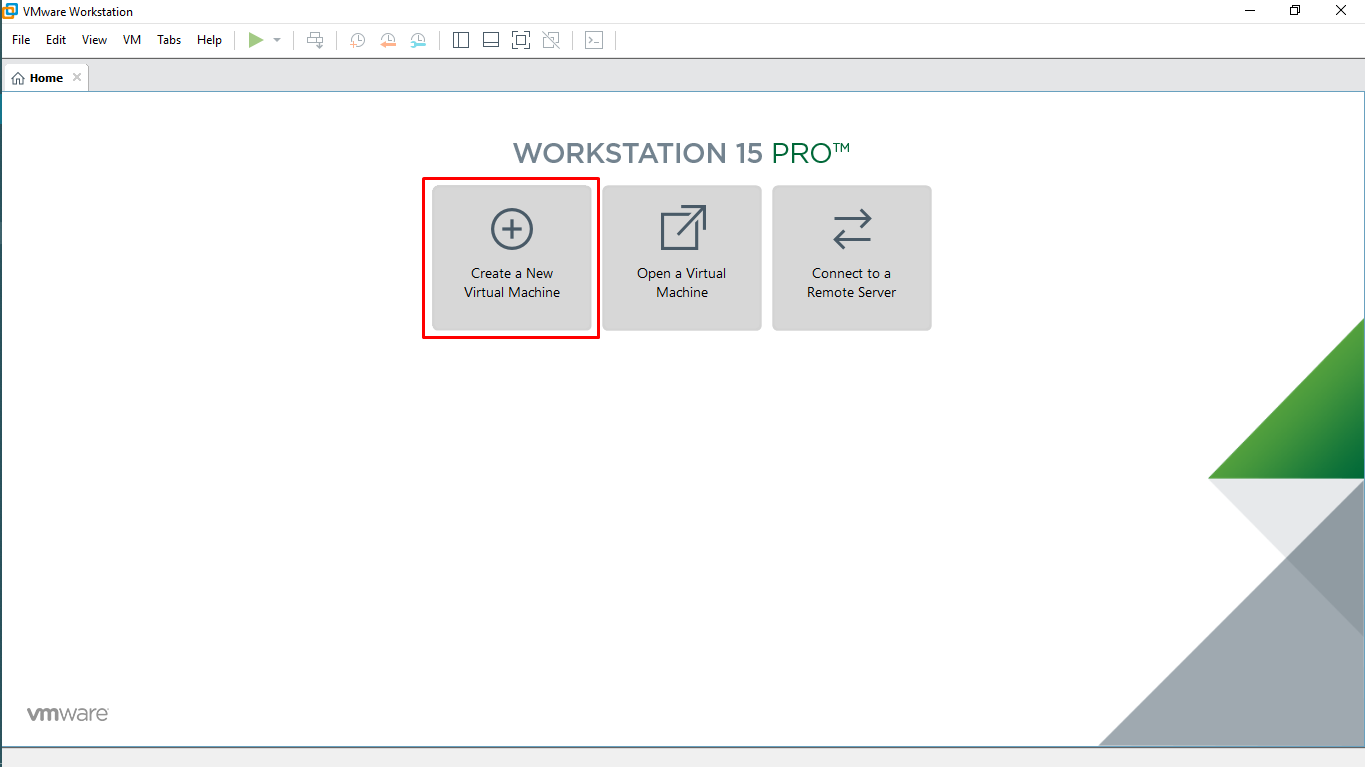 VMware Workstation
File Edit View VM Tabs Help
Home
WORKSTATION 15 PRO™
Create a New
Virtual Machine
Open a Virtual
Machine
Connect to a
Remote Server
vmware